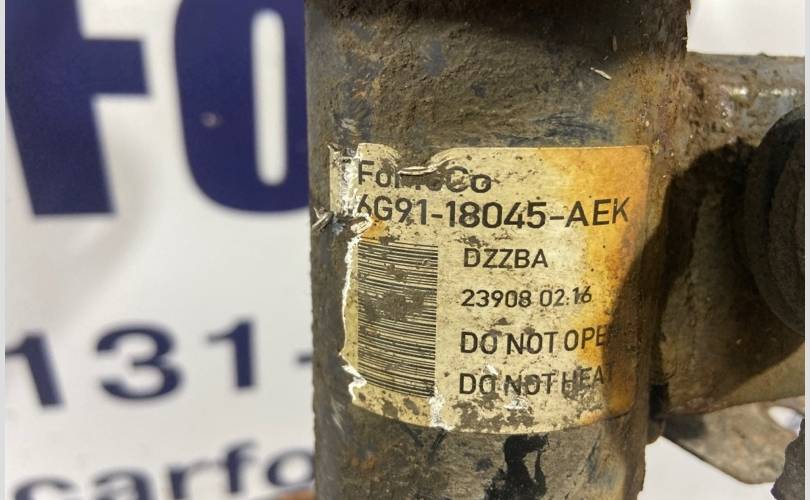 FO
131-
carfo
FoMoCo
6G91-18045-AEK
DZZBA
23908 02.16
DO NOT OPE
DO NOT HEAT